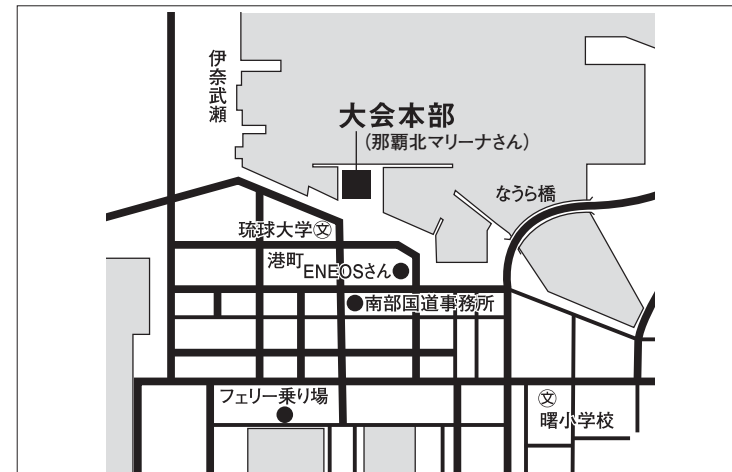 伊奈武瀬
大会本部
（那覇北マリーナさん）
なうら橋
琉球大学㊛
港町
ENEOSさん
南部国道事務所
フェリー乗り場
文
曙小学校